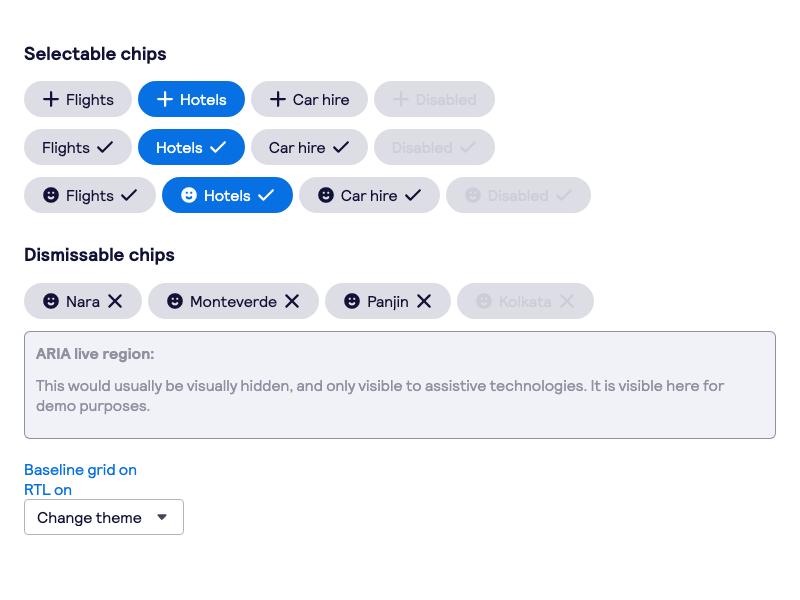 Selectable chips
Flights Hotels Car hire Disabled
Flights Hotels Car hire Disabled
Flights Hotels Car hire Disabled
Dismissable chips
Nara Monteverde Panjin Kolkata
ARIA live region:
This would usually be visually hidden, and only visible to assistive technologies. It is visible here for
demo purposes.
Baseline grid on
RTL on
Change theme